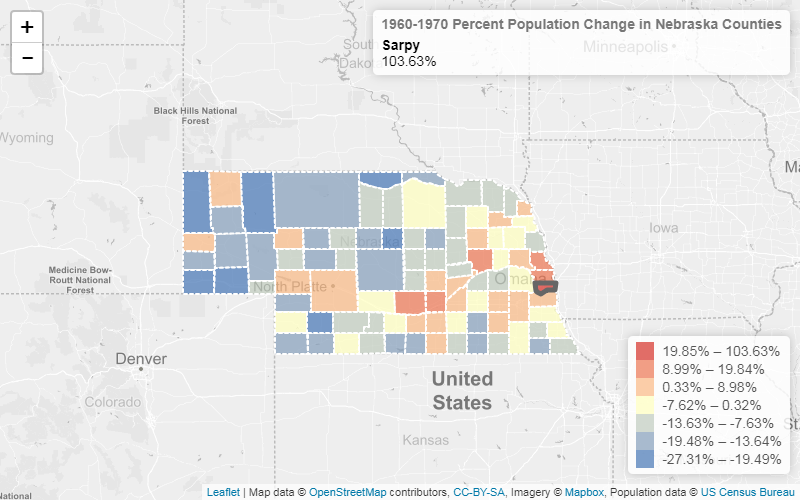 +
−
1960-1970 Percent Population Change in Nebraska Counties
Sarpy
103.63%
South
Dakota
Minneapolis
Black Hills National
Forest
Wyoming
Iowa
Nebraska
Medicine Bow-
Routt National
Forest
North Platte
Omaha
Denver
Colorado
United
States
Kansas
19.85% – 103.63%
8.99% – 19.84%
0.33% – 8.98%
-7.62% – 0.32%
-13.63% – -7.63%
-19.48% – -13.64%
-27.31% – -19.49%
National
Leaflet | Map data © OpenStreetMap contributors, CC-BY-SA, Imagery © Mapbox, Population data © US Census Bureau